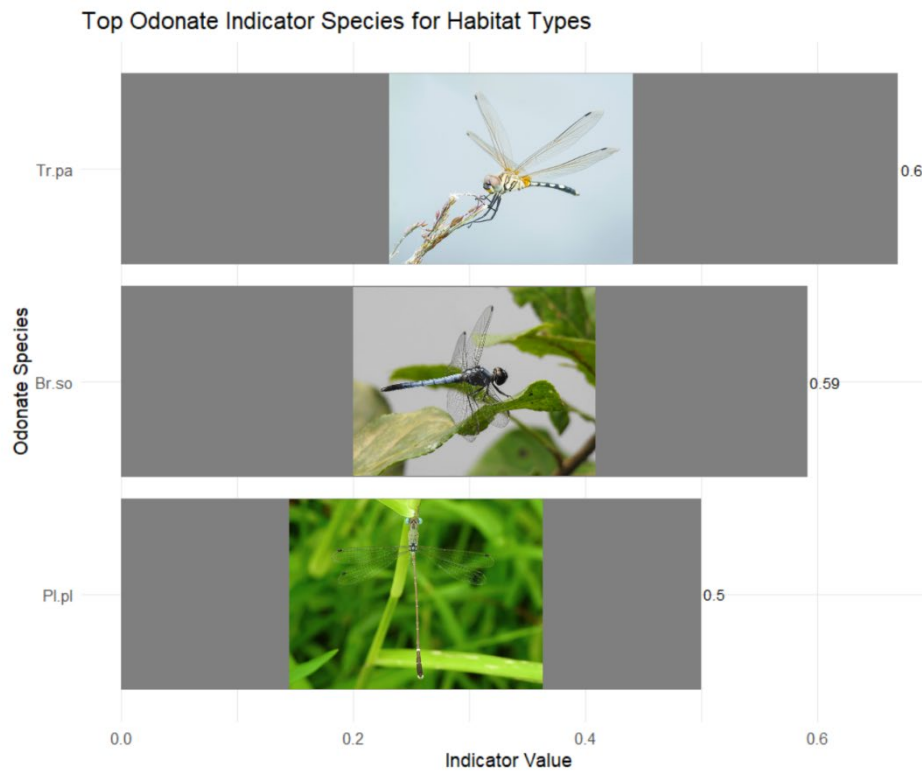 Top Odonate Indicator Species for Habitat Types
Odonate Species
Tr.pa
0.6
Br.so
0.59
Pl.pl
0.5
0.0
0.2
0.4
0.6
Indicator Value